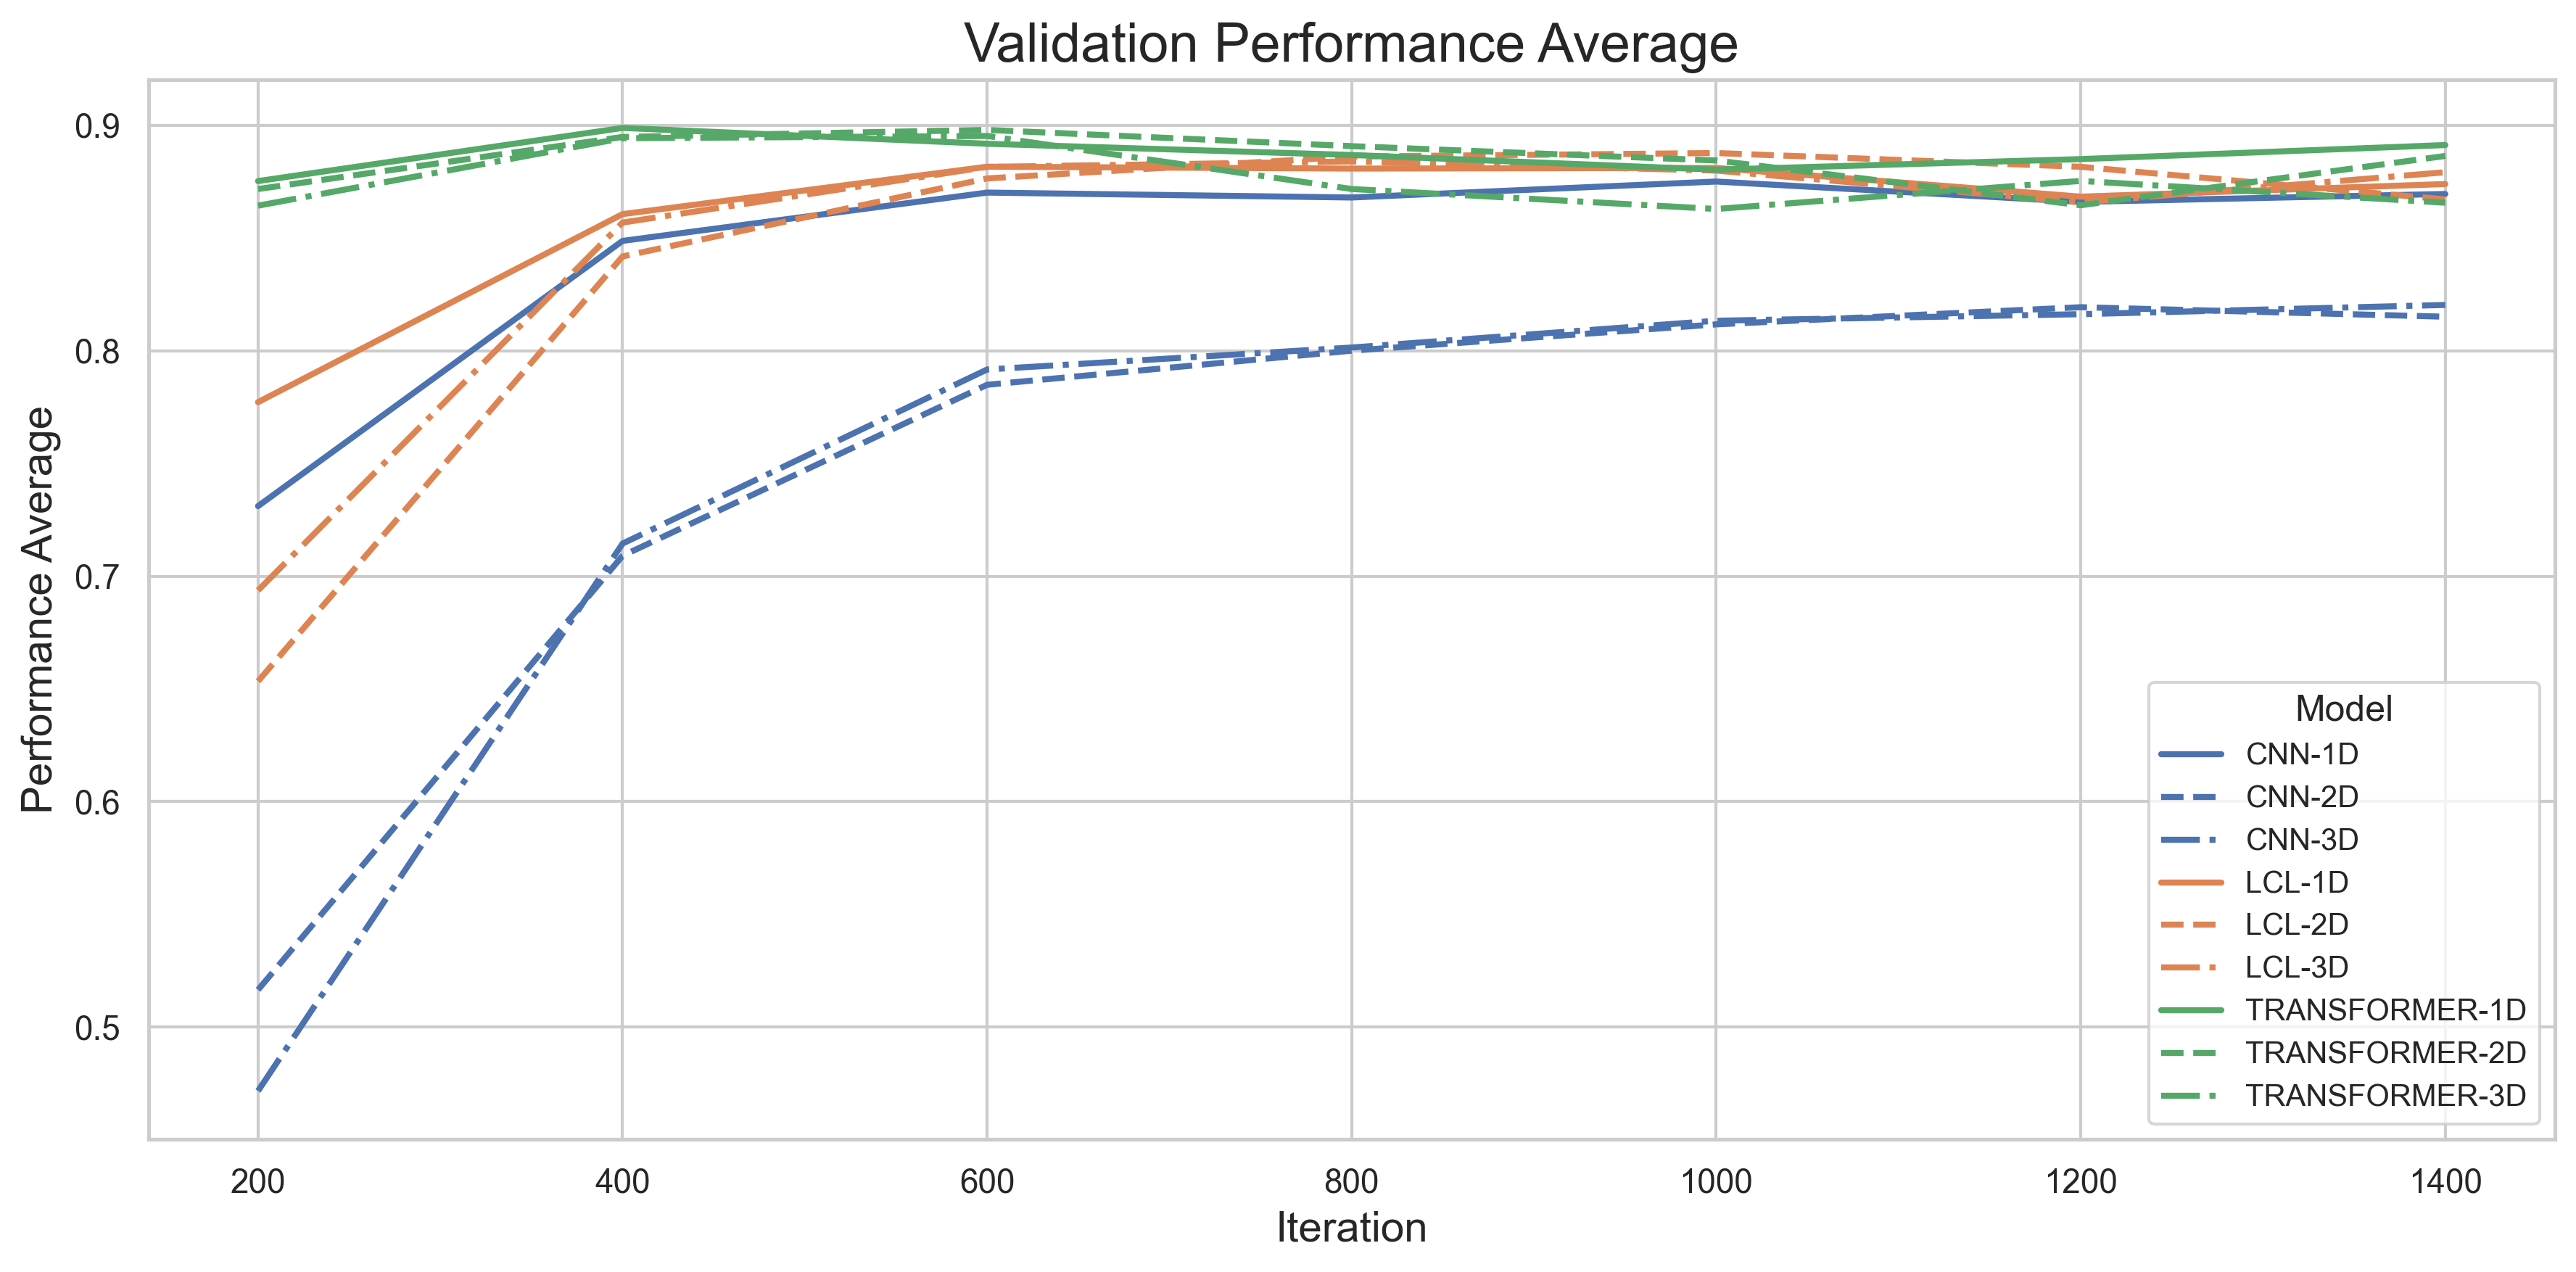 Validation Performance Average
Performance Average
0.9
0.8
0.7
0.6
0.5
200 400 600 800 1000 1200 1400
Iteration
Model
CNN-1D
CNN-2D
CNN-3D
LCL-1D
LCL-2D
LCL-3D
TRANSFORMER-1D
TRANSFORMER-2D
TRANSFORMER-3D